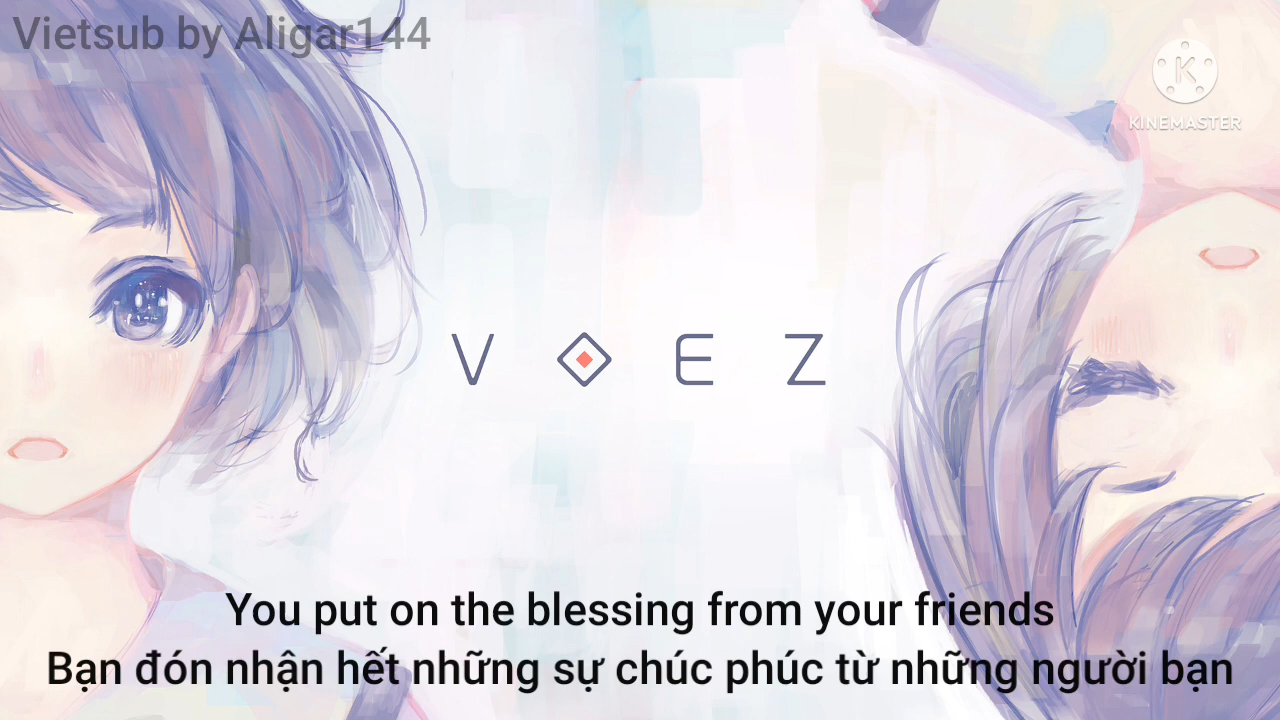 Vietsub by Aligar144
K
KINEMASTER
V◇EZ
You put on the blessing from your friends
Bạn đón nhận hết những sự chúc phúc từ những người bạn